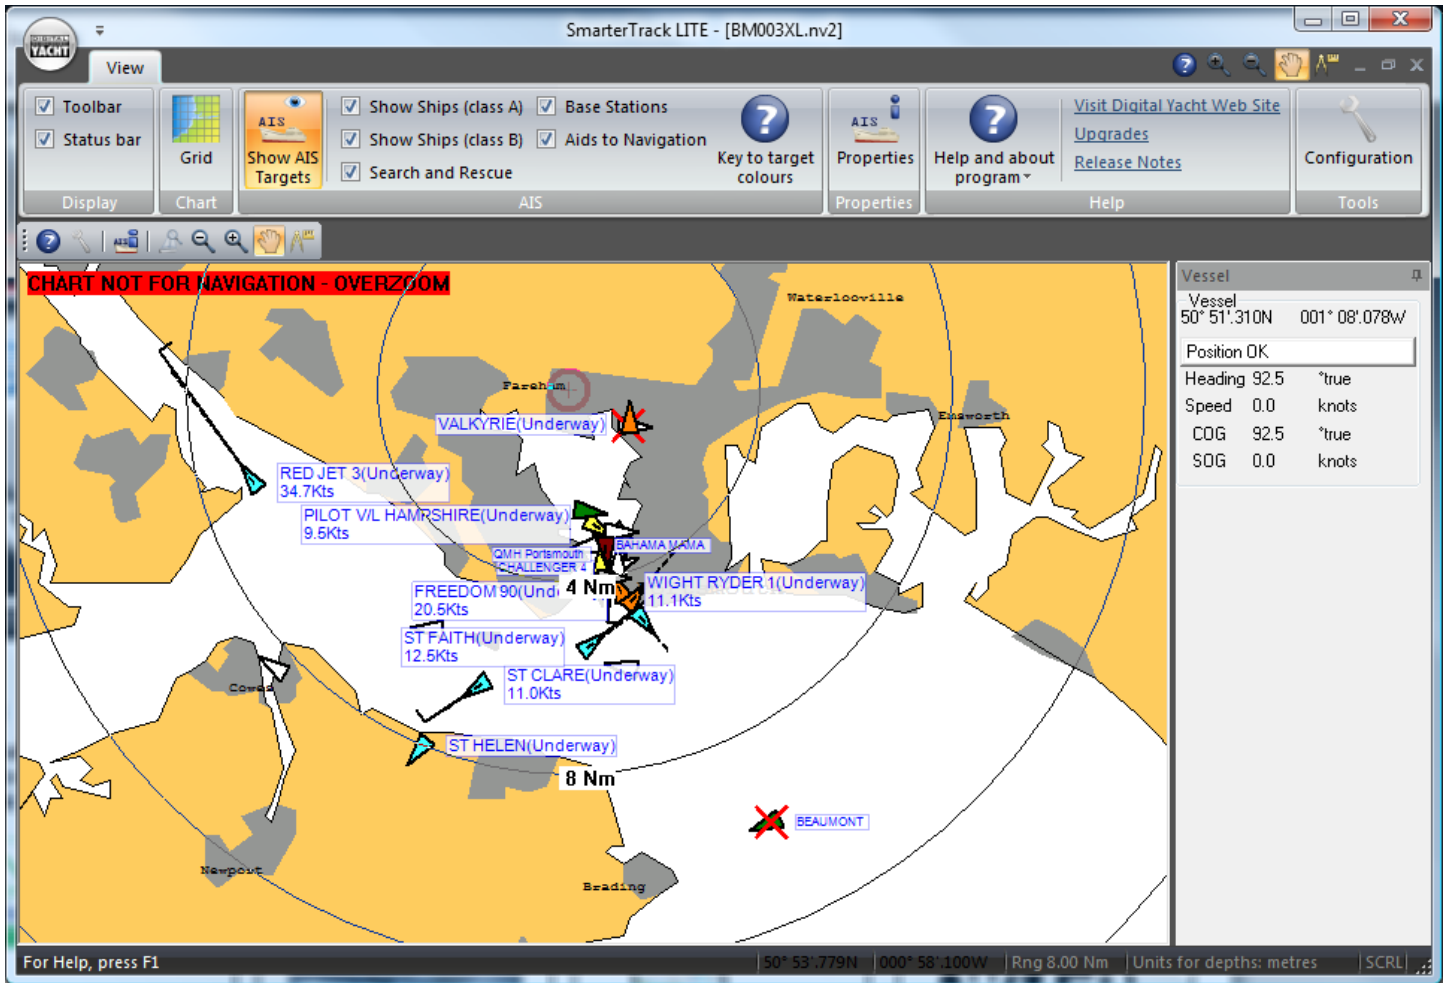 SmarterTrack LITE - [BM003XL.nv2]
DIGITAL
YACHT
View
Toolbar
Status bar
Display
Grid
Chart
AIS
Show AIS
Targets
Show Ships (class A)
Show Ships (class B)
Search and Rescue
Base Stations
Aids to Navigation
Key to target
colours
AIS
AIS
Properties
Properties
Help and about
program
Visit Digital Yacht Web Site
Upgrades
Release Notes
Help
Configuration
Tools
AIS
CHART NOT FOR NAVIGATION - OVERZOOM
Waterlooville
Fareham
Emsworth
VALKYRIE(Underway)
RED JET 3(Underway)
34.7Kts
PILOT V/L HAMPSHIRE(Underway)
9.5Kts
BAHAMA MAMA
QMH Portsmouth
CHALLENGER 4
4 Nm
WIGHT RYDER 1(Underway)
11.1Kts
FREEDOM 90(Unde
20.5Kts
ST FAITH(Underway)
12.5Kts
ST CLARE(Underway)
11.0Kts
Cowes
ST HELEN(Underway)
8 Nm
BEAUMONT
Newport
Brading
Vessel
Vessel
50° 51'.310N 001° 08'.078W
Position OK
Heading 92.5 °true
Speed 0.0 knots
COG 92.5 °true
SOG 0.0 knots
For Help, press F1
50° 53'.779N 000° 58'.100W Rng 8.00 Nm Units for depths: metres SCRL